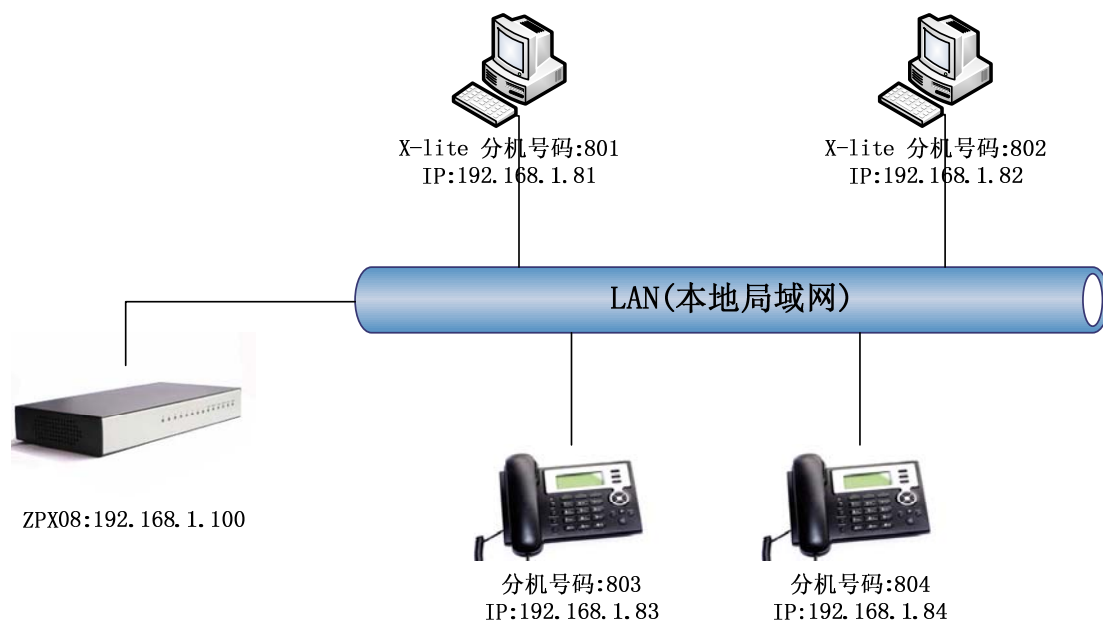 X-lite 分机号码:801
IP:192.168.1.81
X-lite 分机号码:802
IP:192.168.1.82
LAN(本地局域网)
ZPX08:192.168.1.100
分机号码:803
IP:192.168.1.83
分机号码:804
IP:192.168.1.84